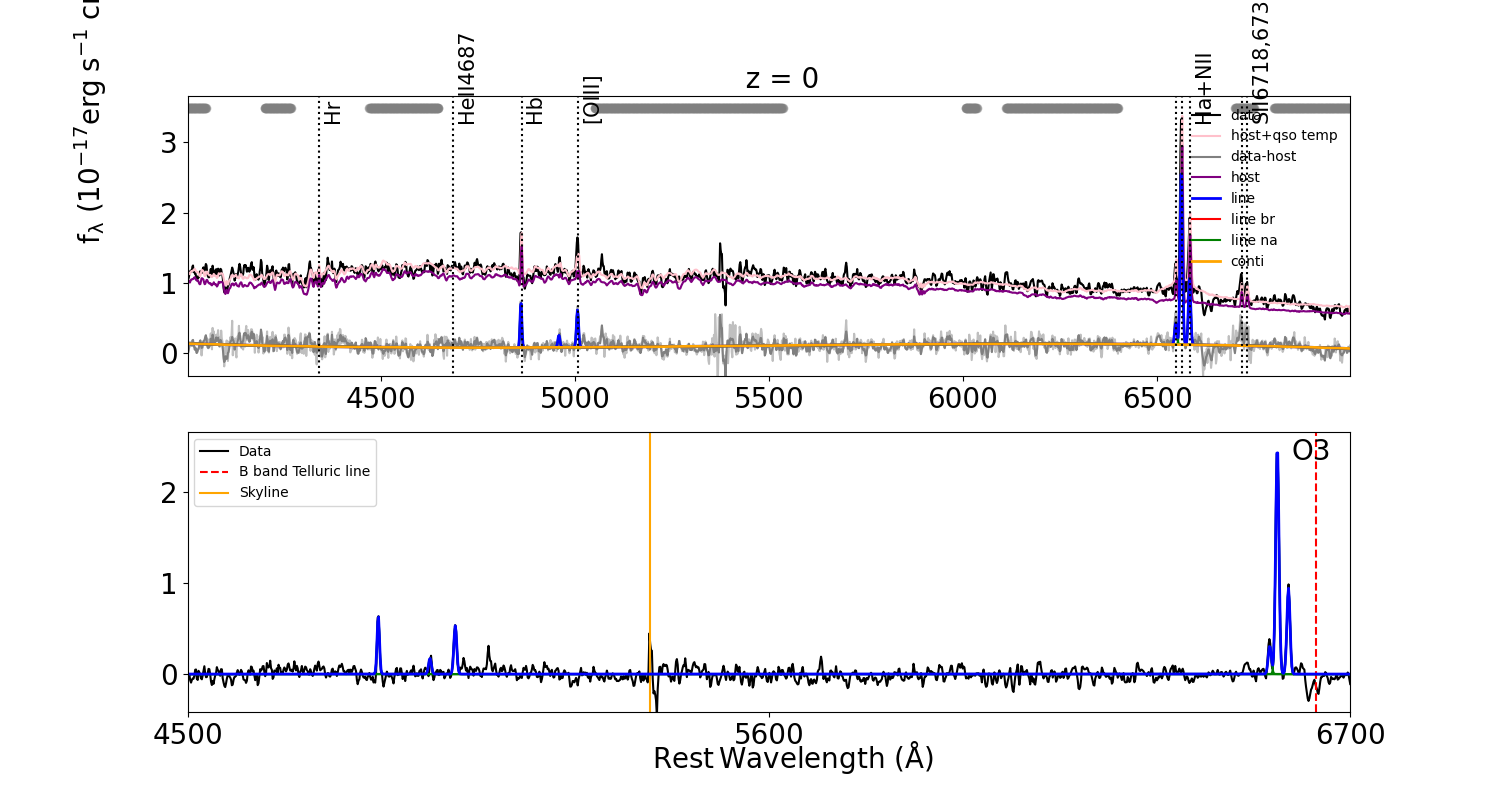 z = 0
f_λ (10⁻¹⁷erg s⁻¹
Hr
HeII4687
Hb
[OIII]
Ha+NII
SII6718,673
data
host+qso temp
data-host
host
line
line br
line na
conti
3
2
1
0
4500 5000 5500 6000 6500
Data
B band Telluric line
Skyline
O3
2
1
0
4500 5600 6700
Rest Wavelength (Å)